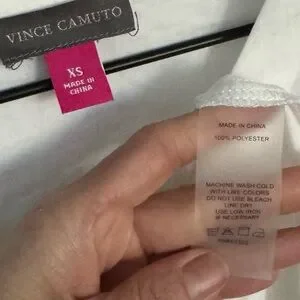 VINCE CAMUTO
XS
MADE IN
CHINA
MADE IN CHINA
100% POLYESTER
MACHINE WASH COLD
WITH LIKE COLORS
DO NOT USE BLEACH
LINE DRY
USE LOW IRON
IF NECESSARY